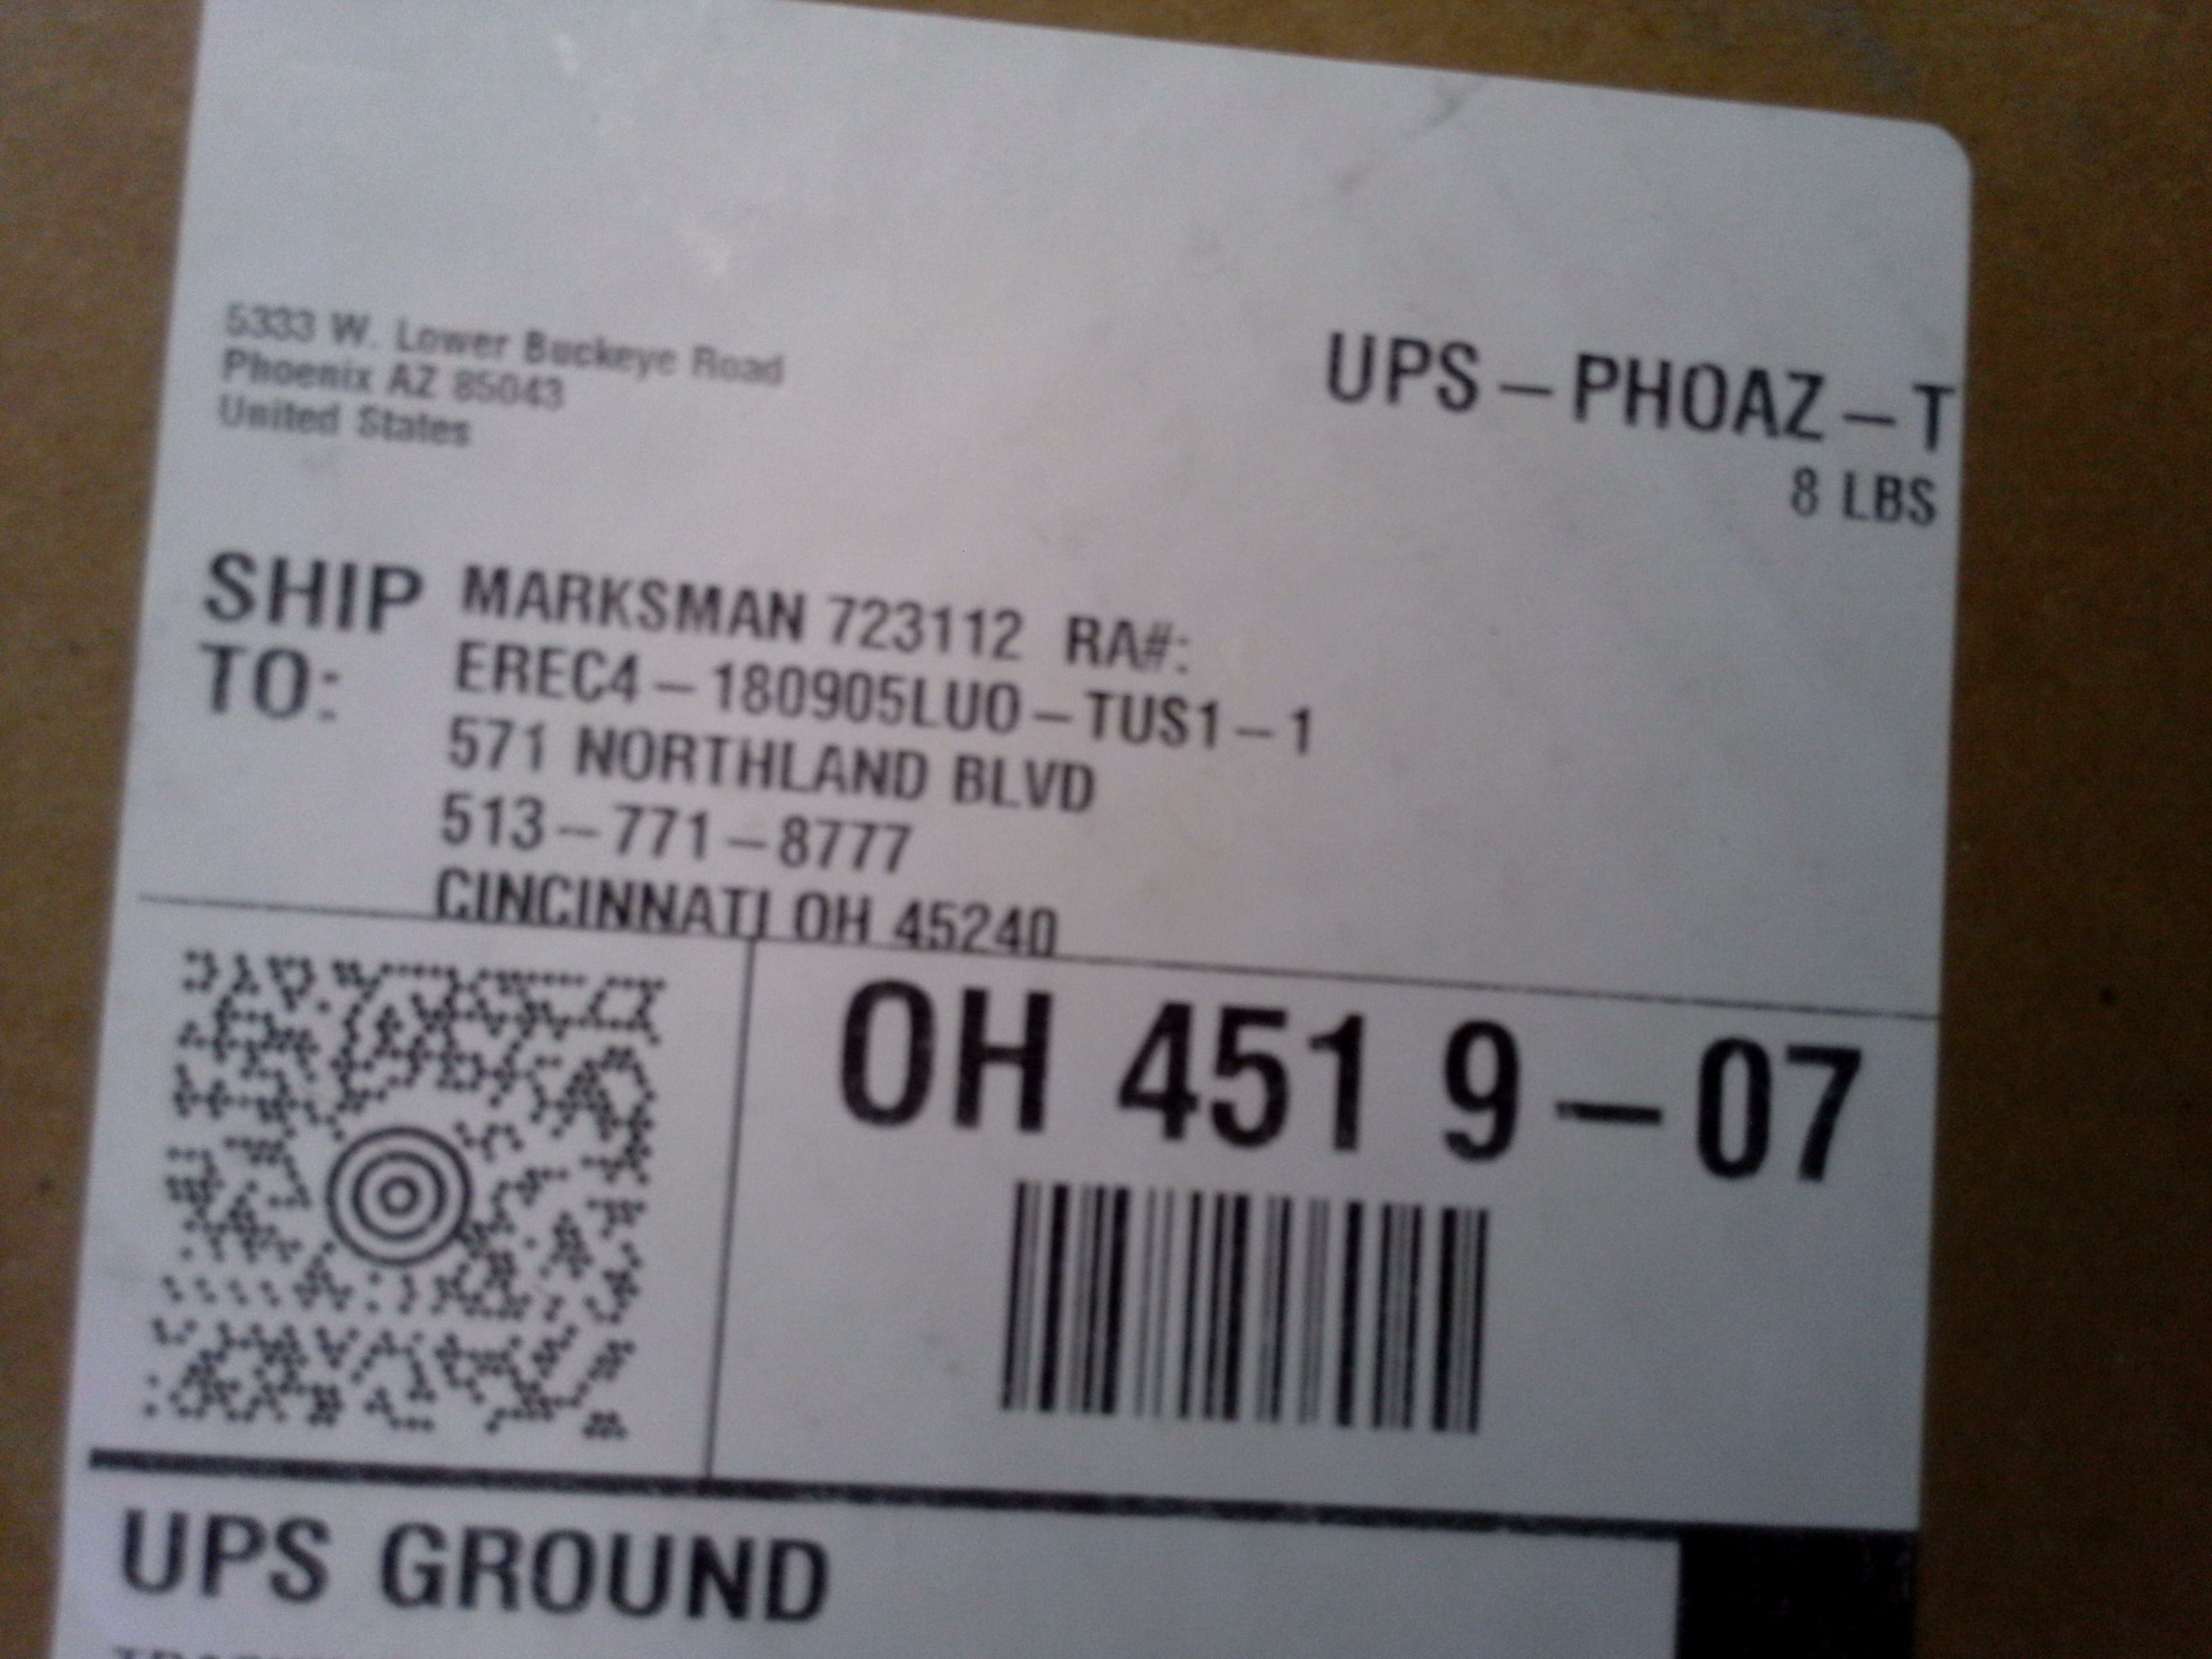 5333 W. Lower Buckeye Road
Phoenix AZ 85043
United States
UPS-PHOAZ-T
8 LBS
SHIP TO:
MARKSMAN 723112 RA#:
EREC4-180905LUO-TUS1-1
571 NORTHLAND BLVD
513-771-8777
CINCINNATI OH 45240
OH 451 9-07
UPS GROUND